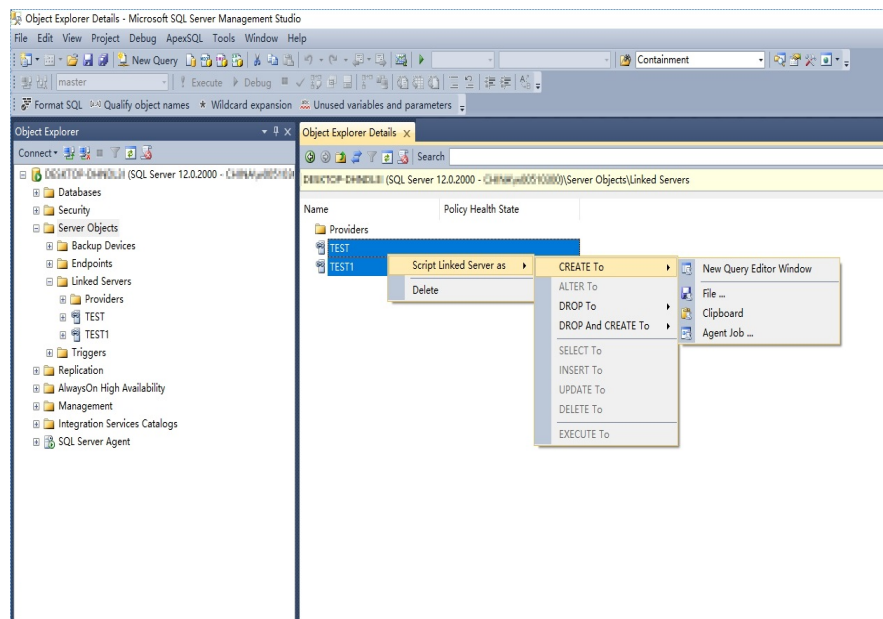 Object Explorer Details - Microsoft SQL Server Management Studio
File Edit View Project Debug ApexSQL Tools Window Help
New Query Containment
master Execute Debug
Format SQL Qualify object names Wildcard expansion Unused variables and parameters
Object Explorer
Connect
(SQL Server 12.0.2000 -
Databases
Security
Server Objects
Backup Devices
Endpoints
Linked Servers
Providers
TEST
TEST1
Triggers
Replication
AlwaysOn High Availability
Management
Integration Services Catalogs
SQL Server Agent
Object Explorer Details
Search
(SQL Server 12.0.2000 - \Server Objects\Linked Servers
Name Policy Health State
Providers
TEST
TEST1
Script Linked Server as
Delete
CREATE To
ALTER To
DROP To
DROP And CREATE To
SELECT To
INSERT To
UPDATE To
DELETE To
EXECUTE To
New Query Editor Window
File ...
Clipboard
Agent Job ...